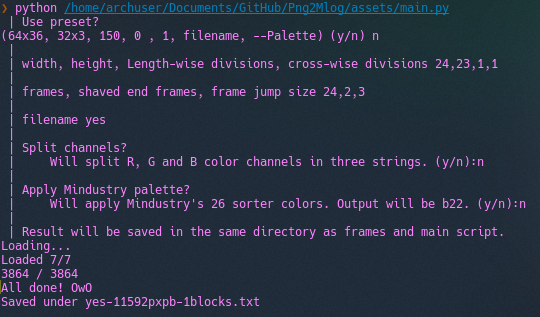 ❯ python /home/archuser/Documents/GitHub/Png2Mlog/assets/main.py
| Use preset?
(64x36, 32x3, 150, 0 , 1, filename, --Palette) (y/n) n
|
| width, height, Length-wise divisions, cross-wise divisions 24,23,1,1
|
| frames, shaved end frames, frame jump size 24,2,3
|
| filename yes
|
| Split channels?
|     Will split R, G and B color channels in three strings. (y/n):n
|
| Apply Mindustry palette?
|     Will apply Mindustry's 26 sorter colors. Output will be b22. (y/n):n
|
| Result will be saved in the same directory as frames and main script.
Loading...
Loaded 7/7
3864 / 3864
All done! OwO
Saved under yes-11592pxpb-1blocks.txt